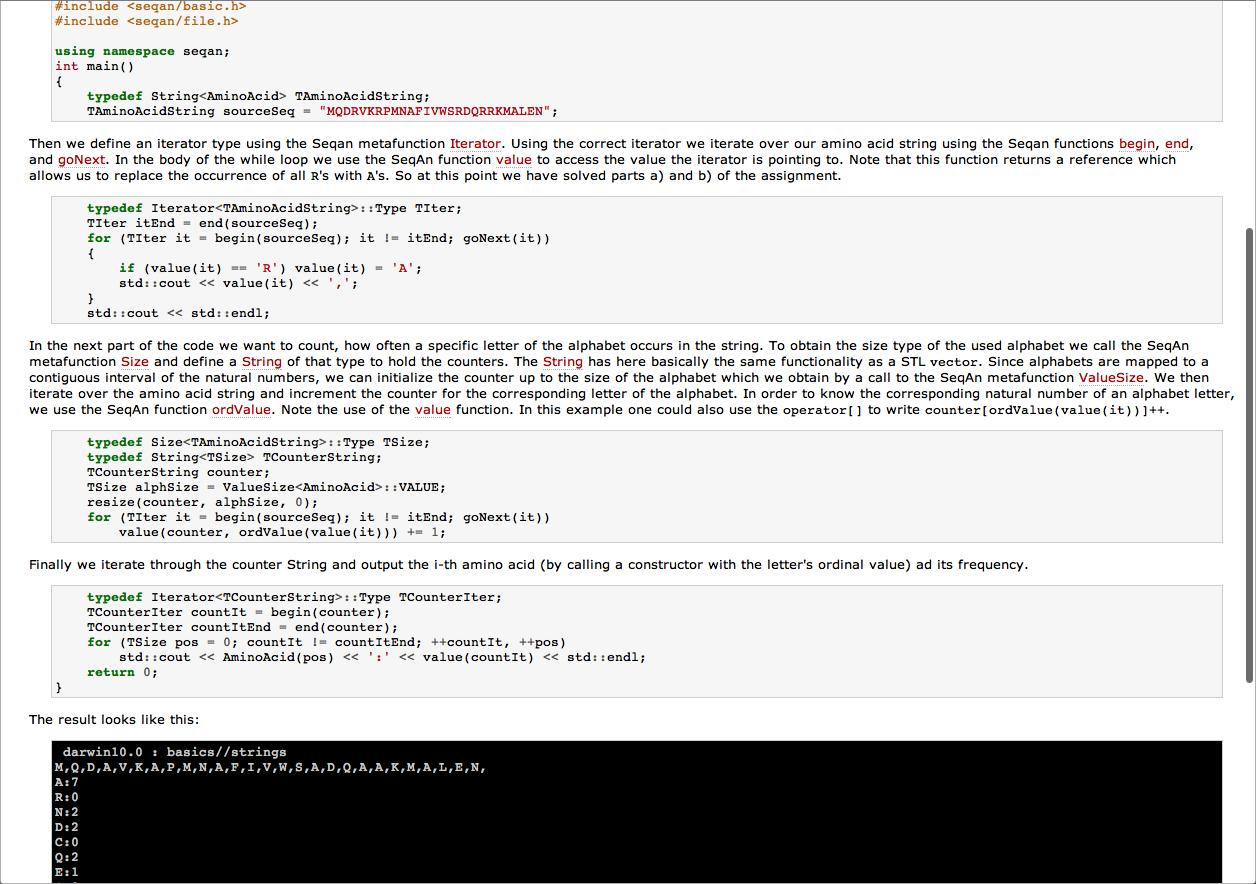 #include <seqan/basic.h>
#include <seqan/file.h>
using namespace seqan;
int main()
{
typedef String<AminoAcid> TAminoAcidString;
TAminoAcidString sourceSeq = "MQDRVKRPMNAFIVWSRDQRRKMALEN";
Then we define an iterator type using the Seqan metafunction Iterator. Using the correct iterator we iterate over our amino acid string using the Seqan functions begin, end,
and goNext. In the body of the while loop we use the SeqAn function value to access the value the iterator is pointing to. Note that this function returns a reference which
allows us to replace the occurrence of all R's with A's. So at this point we have solved parts a) and b) of the assignment.
typedef Iterator<TAminoAcidString>::Type TIter;
TIter itEnd = end(sourceSeq);
for (TIter it = begin(sourceSeq); it != itEnd; goNext(it))
{
if (value(it) == 'R') value(it) = 'A';
std::cout << value(it) << ',';
}
std::cout << std::endl;
In the next part of the code we want to count, how often a specific letter of the alphabet occurs in the string. To obtain the size type of the used alphabet we call the SeqAn
metafunction Size and define a String of that type to hold the counters. The String has here basically the same functionality as a STL vector. Since alphabets are mapped to a
contiguous interval of the natural numbers, we can initialize the counter up to the size of the alphabet which we obtain by a call to the SeqAn metafunction ValueSize. We then
iterate over the amino acid string and increment the counter for the corresponding letter of the alphabet. In order to know the corresponding natural number of an alphabet letter,
we use the SeqAn function ordValue. Note the use of the value function. In this example one could also use the operator[] to write counter[ordValue(value(it))]++.
typedef Size<TAminoAcidString>::Type TSize;
typedef String<TSize> TCounterString;
TCounterString counter;
TSize alphSize = ValueSize<AminoAcid>::VALUE;
resize(counter, alphSize, 0);
for (TIter it = begin(sourceSeq); it != itEnd; goNext(it))
value(counter, ordValue(value(it))) += 1;
Finally we iterate through the counter String and output the i-th amino acid (by calling a constructor with the letter's ordinal value) ad its frequency.
typedef Iterator<TCounterString>::Type TCounterIter;
TCounterIter countIt = begin(counter);
TCounterIter countItEnd = end(counter);
for (TSize pos = 0; countIt != countItEnd; ++countIt, ++pos)
std::cout << AminoAcid(pos) << ':' << value(countIt) << std::endl;
return 0;
}
The result looks like this:
darwin10.0 : basics//strings
M,Q,D,A,V,K,A,P,M,N,A,F,I,V,W,S,A,D,Q,A,A,K,M,A,L,E,N,
A:7
R:0
N:2
D:2
C:0
Q:2
E:1